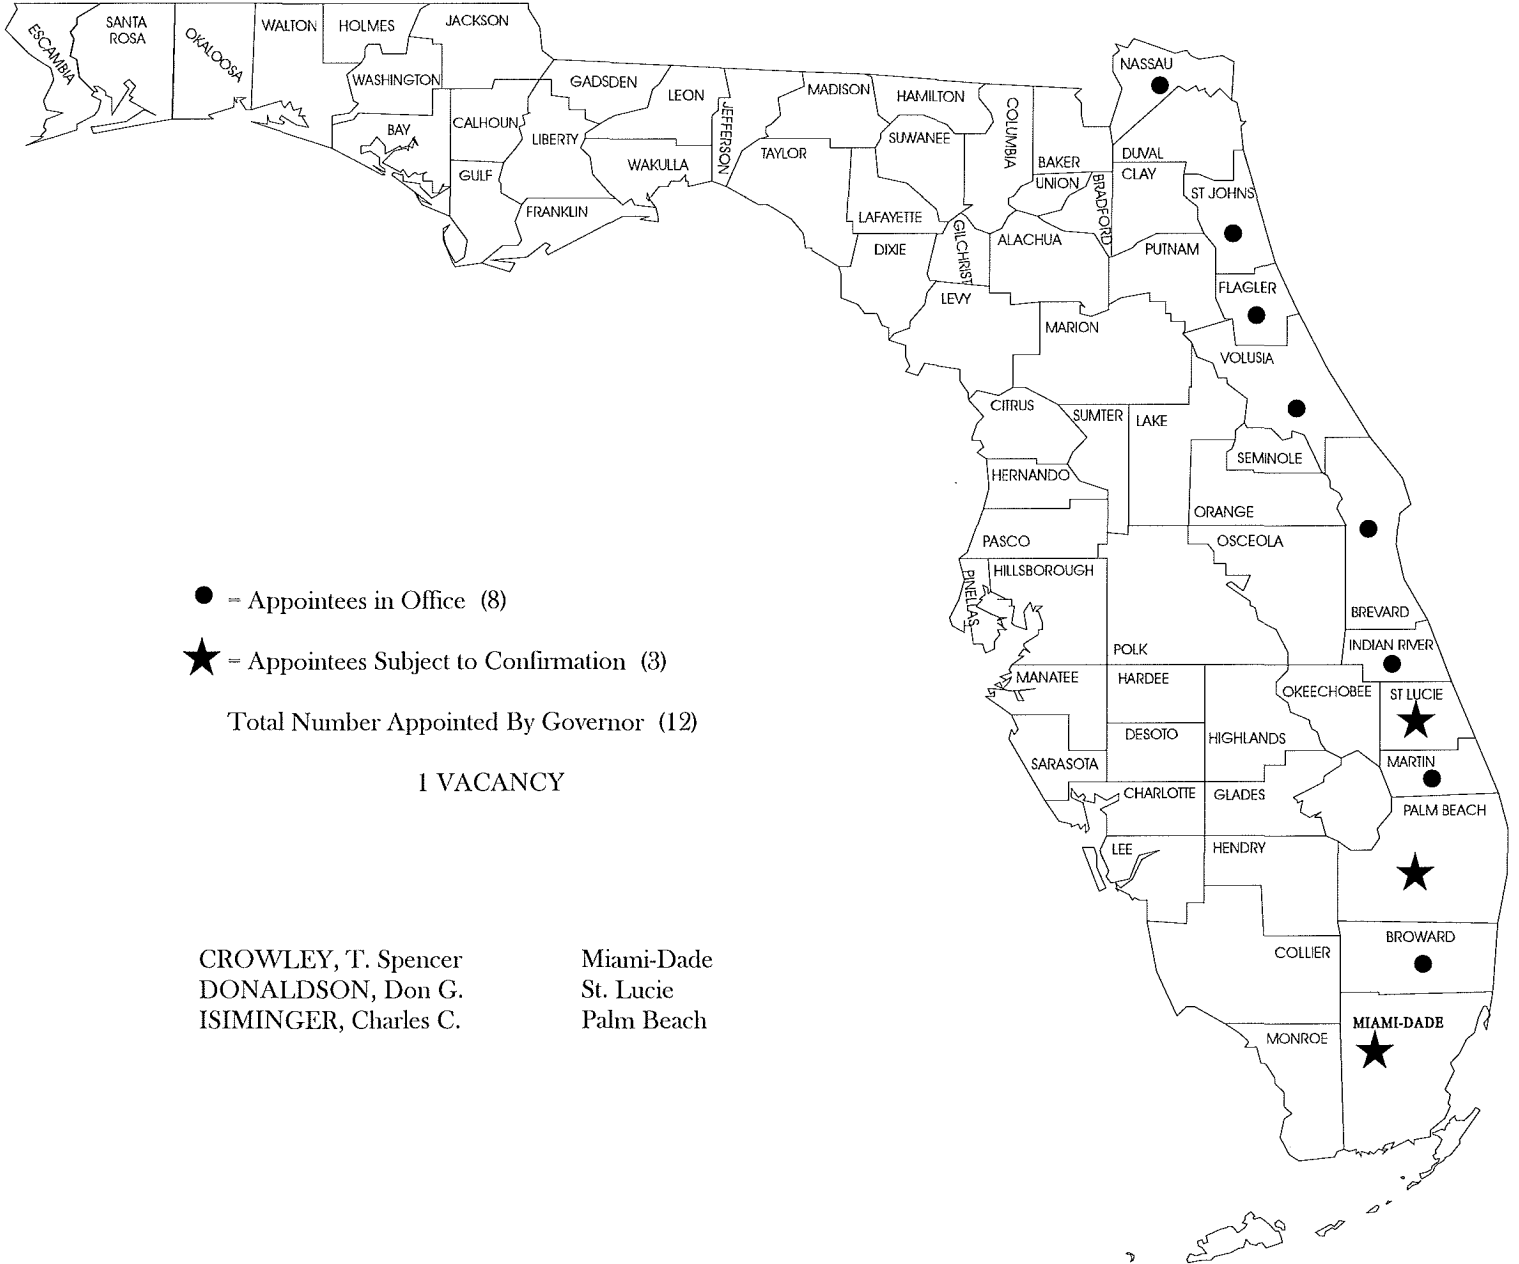 ESCAMBIA
SANTA
ROSA
OKALOOSA
WALTON
HOLMES
JACKSON
WASHINGTON
BAY
CALHOUN
GULF
GADSDEN
LIBERTY
FRANKLIN
LEON
WAKULLA
JEFFERSON
MADISON
TAYLOR
HAMILTON
SUWANEE
LAFAYETTE
DIXIE
COLUMBIA
GILCHRIST
LEVY
BAKER
UNION
BRADFORD
ALACHUA
NASSAU
DUVAL
CLAY
ST JOHNS
PUTNAM
FLAGLER
MARION
VOLUSIA
CITRUS
SUMTER
LAKE
SEMINOLE
HERNANDO
ORANGE
PASCO
OSCEOLA
HILLSBOROUGH
PINELLAS
BREVARD
POLK
INDIAN RIVER
MANATEE
HARDEE
OKEECHOBEE
ST LUCIE
DESOTO
HIGHLANDS
SARASOTA
MARTIN
CHARLOTTE
GLADES
PALM BEACH
LEE
HENDRY
BROWARD
COLLIER
MIAMI-DADE
MONROE
= Appointees in Office (8)
= Appointees Subject to Confirmation (3)
Total Number Appointed By Governor (12)
1 VACANCY
CROWLEY, T. Spencer Miami-Dade
DONALDSON, Don G. St. Lucie
ISIMINGER, Charles C. Palm Beach